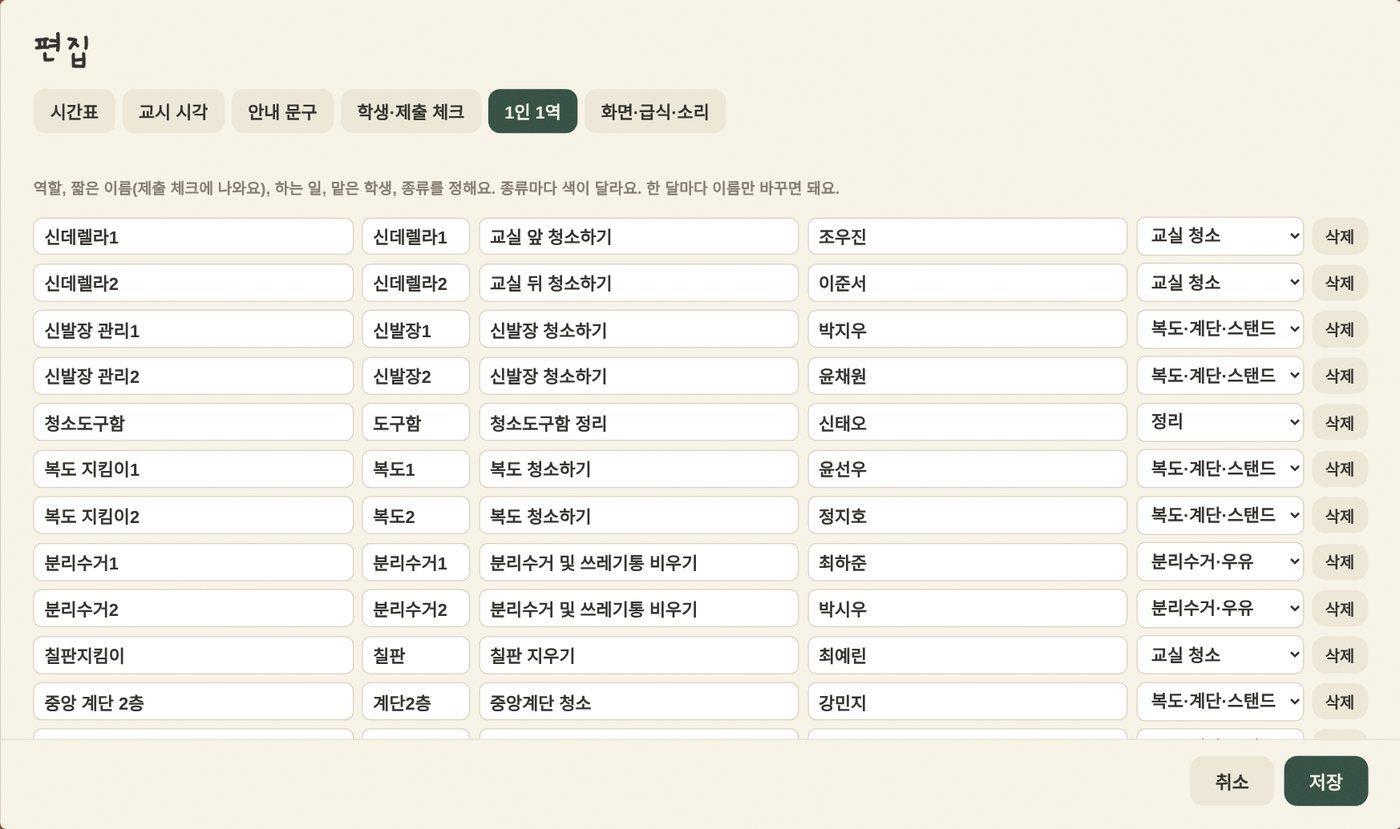 편집
시간표 교시 시각 안내 문구 학생·제출 체크 1인 1역 화면·급식·소리
역할, 짧은 이름(제출 체크에 나와요), 하는 일, 맡은 학생, 종류를 정해요. 종류마다 색이 달라요. 한 달마다 이름만 바꾸면 돼요.
신데렐라1 신데렐라1 교실 앞 청소하기 조우진 교실 청소 삭제
신데렐라2 신데렐라2 교실 뒤 청소하기 이준서 교실 청소 삭제
신발장 관리1 신발장1 신발장 청소하기 박지우 복도·계단·스탠드 삭제
신발장 관리2 신발장2 신발장 청소하기 윤채원 복도·계단·스탠드 삭제
청소도구함 도구함 청소도구함 정리 신태오 정리 삭제
복도 지킴이1 복도1 복도 청소하기 윤선우 복도·계단·스탠드 삭제
복도 지킴이2 복도2 복도 청소하기 정지호 복도·계단·스탠드 삭제
분리수거1 분리수거1 분리수거 및 쓰레기통 비우기 최하준 분리수거·우유 삭제
분리수거2 분리수거2 분리수거 및 쓰레기통 비우기 박시우 분리수거·우유 삭제
칠판지킴이 칠판 칠판 지우기 최예린 교실 청소 삭제
중앙 계단 2층 계단2층 중앙계단 청소 강민지 복도·계단·스탠드 삭제
취소 저장